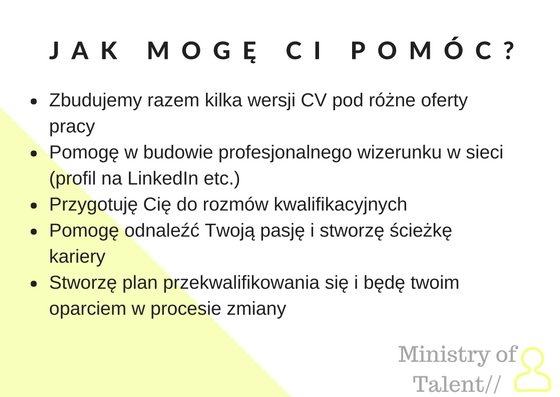 JAK MOGĘ CI POMÓC?
• Zbudujemy razem kilka wersji CV pod różne oferty
pracy
• Pomogę w budowie profesjonalnego wizerunku w sieci
(profil na LinkedIn etc.)
• Przygotuję Cię do rozmów kwalifikacyjnych
• Pomogę odnaleźć Twoją pasję i stworzę ścieżkę
kariery
• Stworzę plan przekwalifikowania się i będę twoim
oparciem w procesie zmiany
Ministry of
Talent//